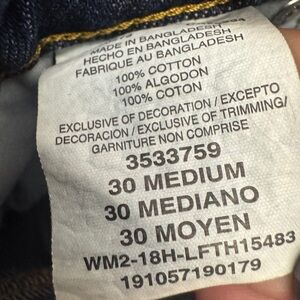 MADE IN BANGLADESH
HECHO EN BANGLADESH
FABRIQUE AU BANGLADESH
100% COTTON
100% ALGODON
100% COTON
EXCLUSIVE OF DECORATION / EXCEPTO
DECORACION / EXCLUSIVE OF TRIMMING/
GARNITURE NON COMPRISE
3533759
30 MEDIUM
30 MEDIANO
30 MOYEN
WM2-18H-LFTH15483
191057190179